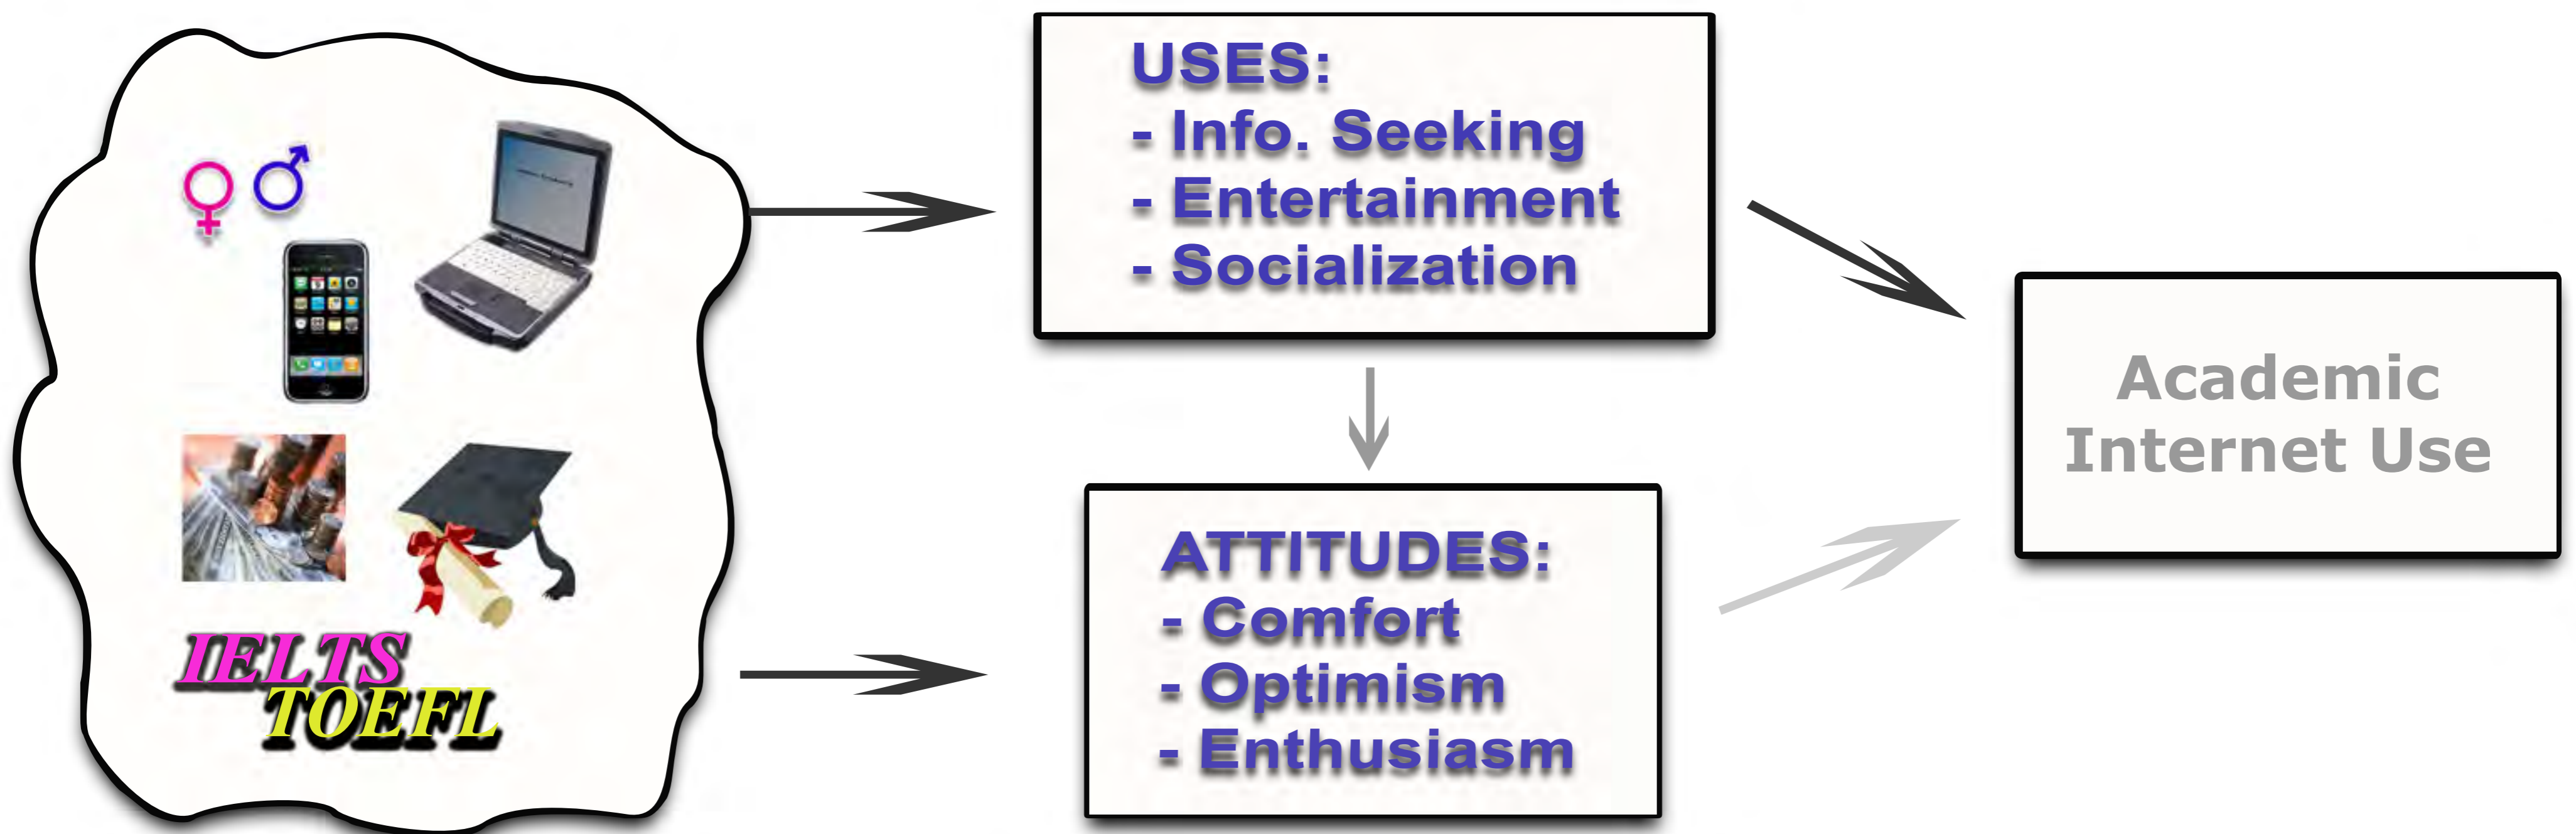 IELTS
TOEFL
USES:
- Info. Seeking
- Entertainment
- Socialization
ATTITUDES:
- Comfort
- Optimism
- Enthusiasm
Academic
Internet Use